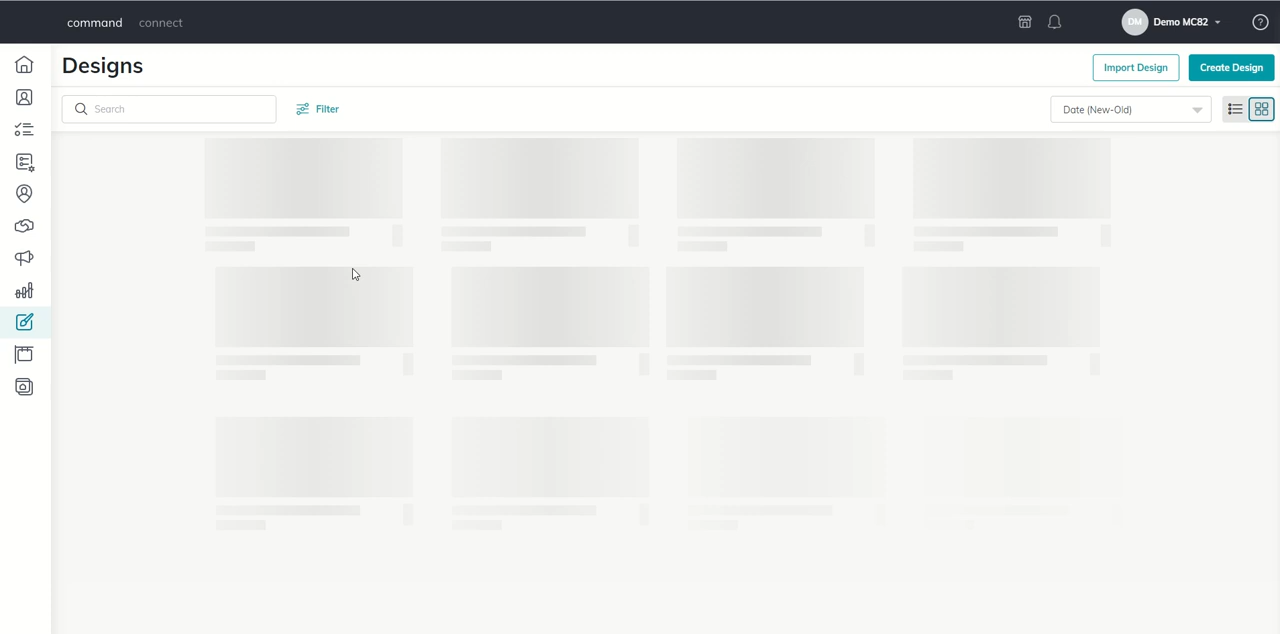 command connect
DM Demo MC82
?
Designs
Import Design Create Design
Search Filter Date (New-Old)